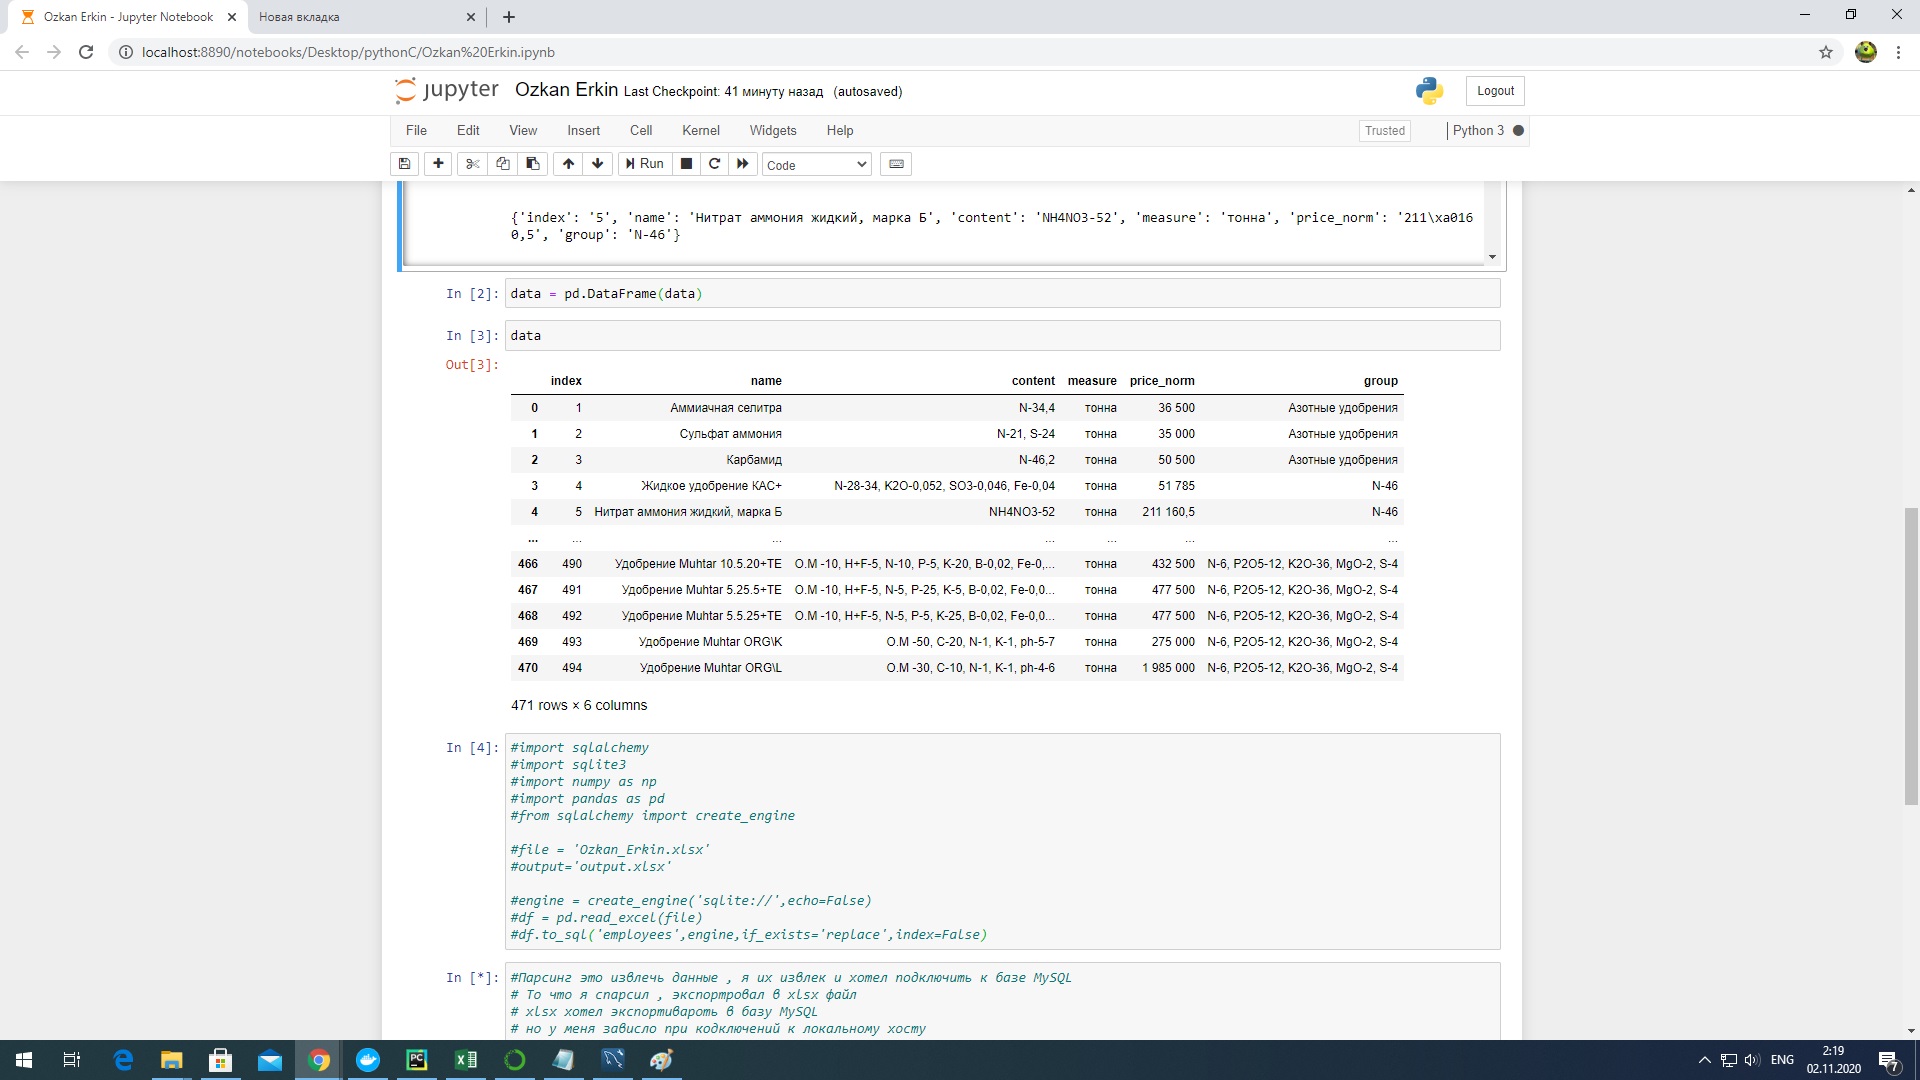 Ozkan Erkin - Jupyter Notebook
Новая вкладка
localhost:8890/notebooks/Desktop/pythonC/Ozkan%20Erkin.ipynb
jupyter Ozkan Erkin Last Checkpoint: 41 минуту назад (autosaved)
Logout
File Edit View Insert Cell Kernel Widgets Help
Trusted
Python 3
Run
Code
{'index': '5', 'name': 'Нитрат аммония жидкий, марка Б', 'content': 'NH4NO3-52', 'measure': 'тонна', 'price_norm': '211\xa016
0,5', 'group': 'N-46'}
In [2]: data = pd.DataFrame(data)
In [3]: data
Out[3]:
index name content measure price_norm group
0 1 Аммиачная селитра N-34,4 тонна 36 500 Азотные удобрения
1 2 Сульфат аммония N-21, S-24 тонна 35 000 Азотные удобрения
2 3 Карбамид N-46,2 тонна 50 500 Азотные удобрения
3 4 Жидкое удобрение КАС+ N-28-34, K2O-0,052, SO3-0,046, Fe-0,04 тонна 51 785 N-46
4 5 Нитрат аммония жидкий, марка Б NH4NO3-52 тонна 211 160,5 N-46
... ... ... ... ... ... ...
466 490 Удобрение Muhtar 10.5.20+TE O.M -10, H+F-5, N-10, P-5, K-20, B-0,02, Fe-0,... тонна 432 500 N-6, P2O5-12, K2O-36, MgO-2, S-4
467 491 Удобрение Muhtar 5.25.5+TE O.M -10, H+F-5, N-5, P-25, K-5, B-0,02, Fe-0,0... тонна 477 500 N-6, P2O5-12, K2O-36, MgO-2, S-4
468 492 Удобрение Muhtar 5.5.25+TE O.M -10, H+F-5, N-5, P-5, K-25, B-0,02, Fe-0,0... тонна 477 500 N-6, P2O5-12, K2O-36, MgO-2, S-4
469 493 Удобрение Muhtar ORG\K O.M -50, C-20, N-1, K-1, ph-5-7 тонна 275 000 N-6, P2O5-12, K2O-36, MgO-2, S-4
470 494 Удобрение Muhtar ORG\L O.M -30, C-10, N-1, K-1, ph-4-6 тонна 1 985 000 N-6, P2O5-12, K2O-36, MgO-2, S-4
471 rows × 6 columns
In [4]: #import sqlalchemy
#import sqlite3
#import numpy as np
#import pandas as pd
#from sqlalchemy import create_engine
#file = 'Ozkan_Erkin.xlsx'
#output='output.xlsx'
#engine = create_engine('sqlite://',echo=False)
#df = pd.read_excel(file)
#df.to_sql('employees',engine,if_exists='replace',index=False)
In [*]: #Парсинг это извлечь данные , я их извлек и хотел подключить к базе MySQL
# То что я спарсил , экспортровал в xlsx файл
# xlsx хотел экспортивароть в базу MySQL
# но у меня зависло при кодключений к локальному хосту
PC
ENG
2:19
02.11.2020
7